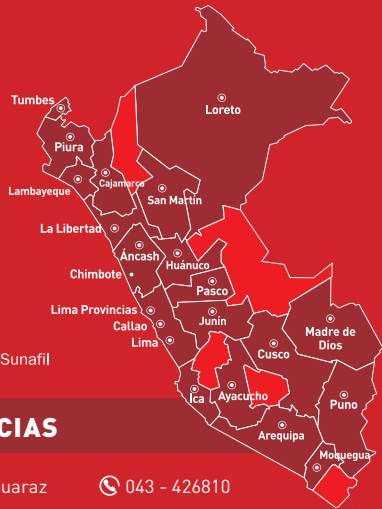 Tumbes
Loreto
Piura
Cajamarca
Lambayeque
San Martín
La Libertad
Áncash
Huánuco
Chimbote
Pasco
Lima Provincias
Callao
Junín
Lima
Madre de
Dios
Cusco
Sunafil
Ica
Ayacucho
Puno
CIAS
Arequipa
Moquegua
uaraz
043 - 426810